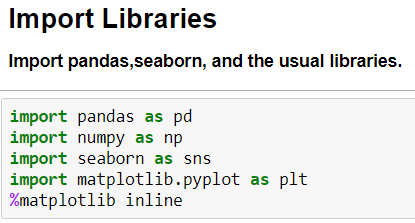 Import Libraries
Import pandas,seaborn, and the usual libraries.
import pandas as pd
import numpy as np
import seaborn as sns
import matplotlib.pyplot as plt
%matplotlib inline